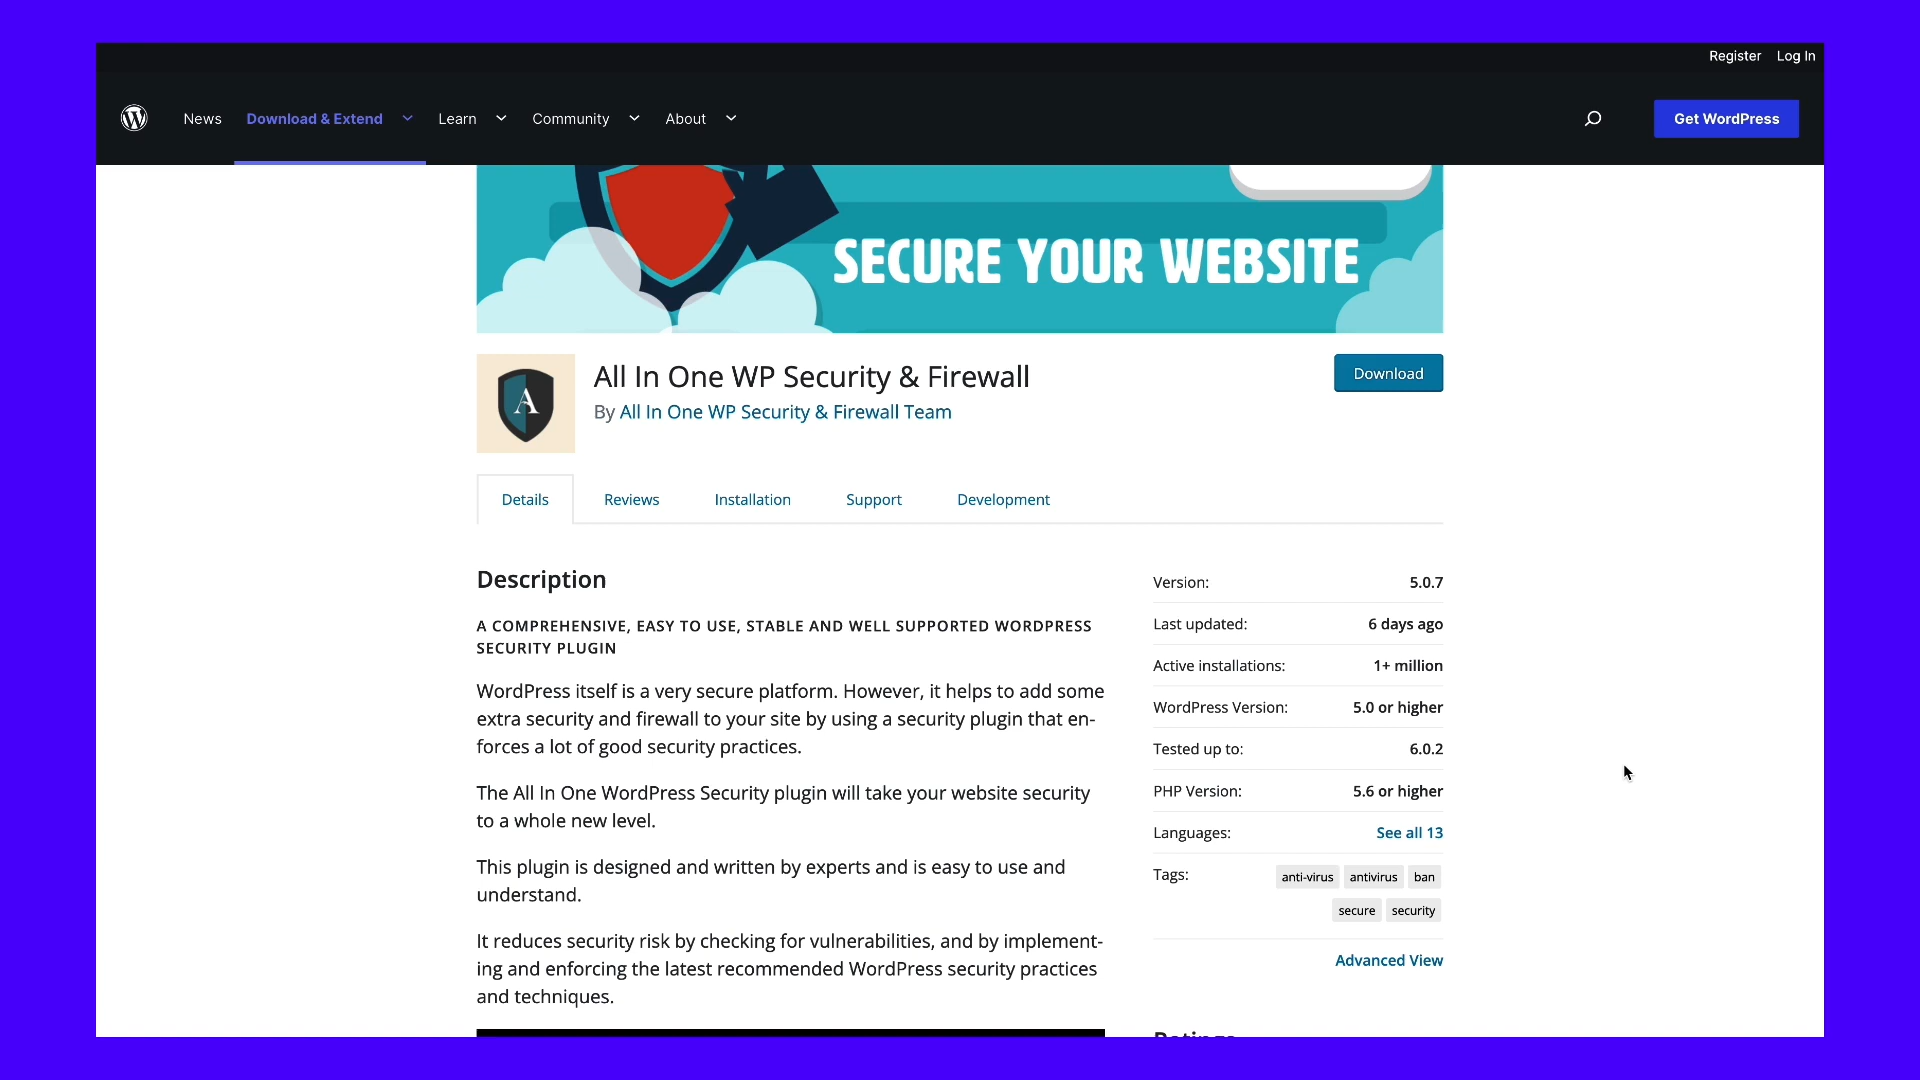 Register Log In
News Download & Extend Learn Community About Get WordPress
SECURE YOUR WEBSITE
All In One WP Security & Firewall
Download
By All In One WP Security & Firewall Team
A
Details Reviews Installation Support Development
Description
A COMPREHENSIVE, EASY TO USE, STABLE AND WELL SUPPORTED WORDPRESS
SECURITY PLUGIN
WordPress itself is a very secure platform. However, it helps to add some
extra security and firewall to your site by using a security plugin that en-
forces a lot of good security practices.
The All In One WordPress Security plugin will take your website security
to a whole new level.
This plugin is designed and written by experts and is easy to use and
understand.
It reduces security risk by checking for vulnerabilities, and by implement-
ing and enforcing the latest recommended WordPress security practices
and techniques.
Version: 5.0.7
Last updated: 6 days ago
Active installations: 1+ million
WordPress Version: 5.0 or higher
Tested up to: 6.0.2
PHP Version: 5.6 or higher
Languages: See all 13
Tags: anti-virus antivirus ban
secure security
Advanced View
Ratings